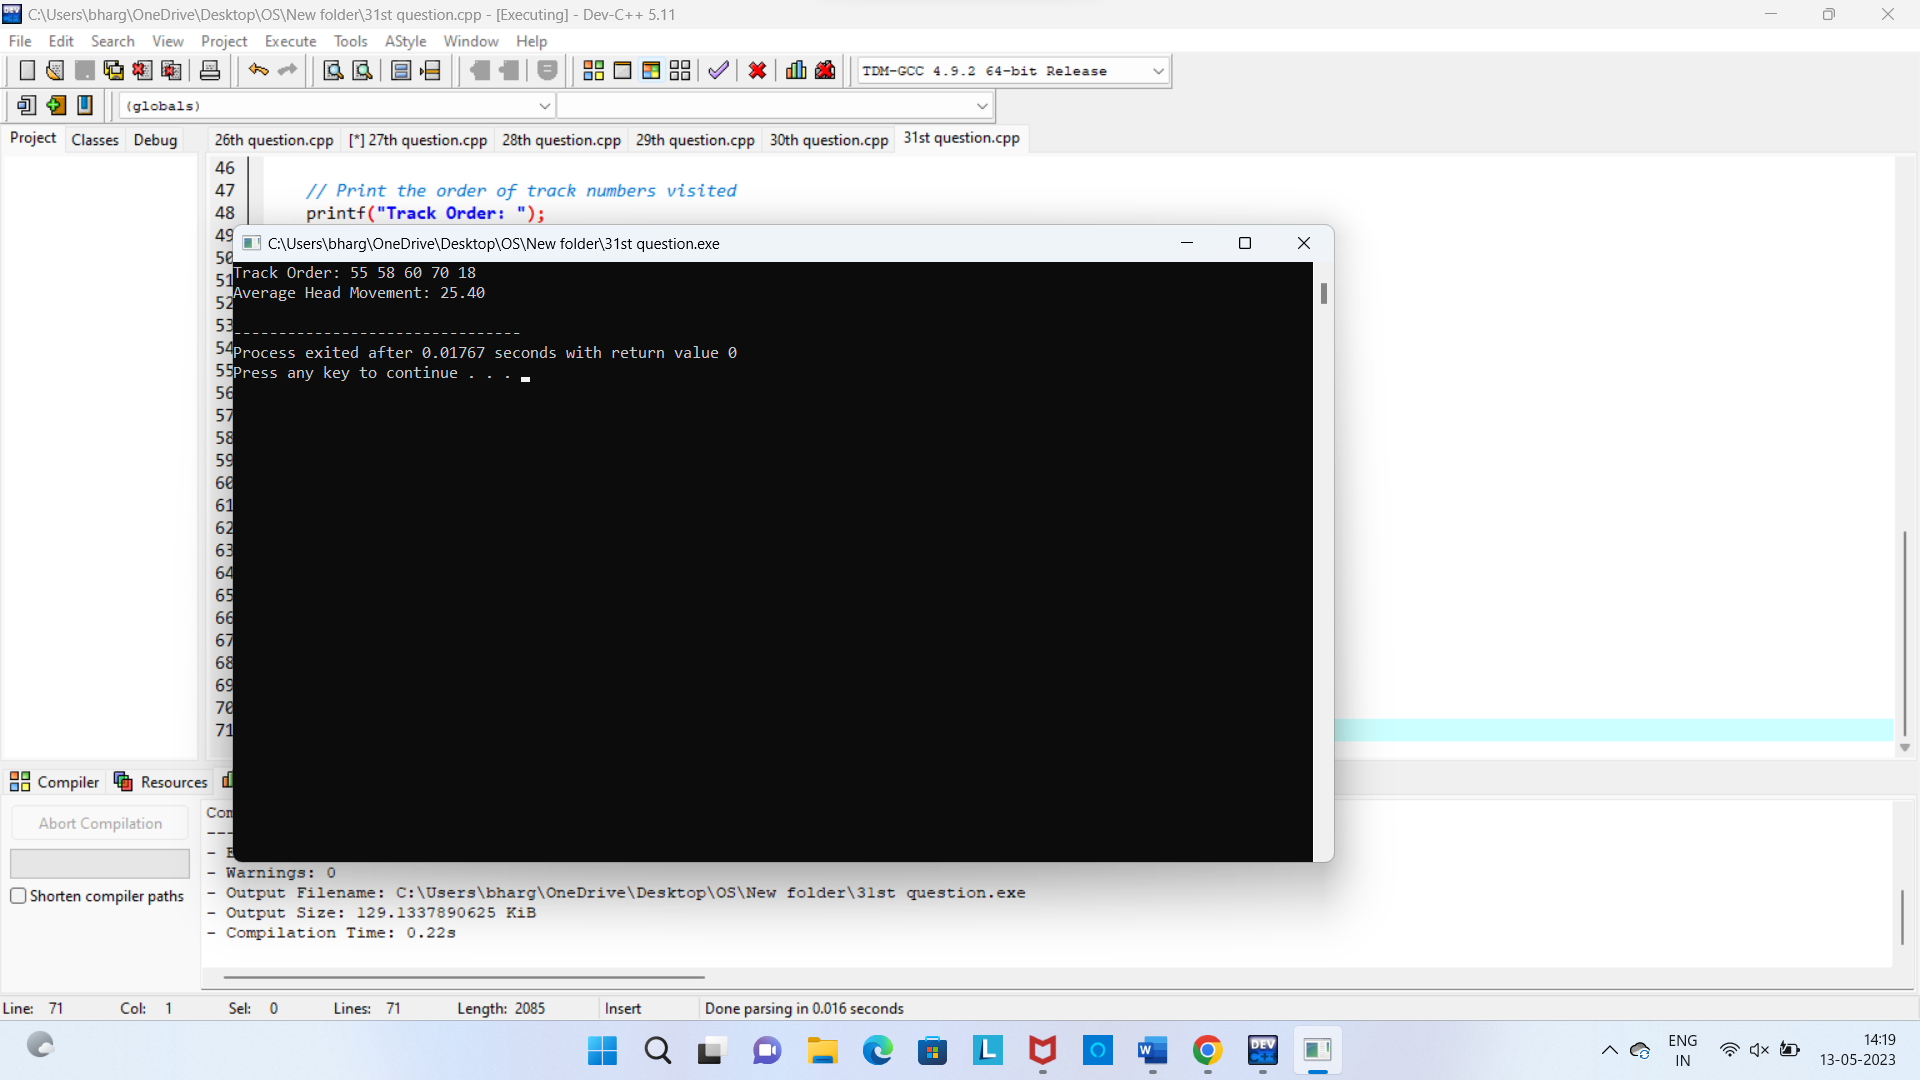 C:\Users\bharg\OneDrive\Desktop\OS\New folder\31st question.cpp - [Executing] - Dev-C++ 5.11
File Edit Search View Project Execute Tools AStyle Window Help
TDM-GCC 4.9.2 64-bit Release
(globals)
Project Classes Debug
26th question.cpp [*] 27th question.cpp 28th question.cpp 29th question.cpp 30th question.cpp 31st question.cpp
46
47 // Print the order of track numbers visited
48 printf("Track Order: ");
49
50
51
52
53
54
55
56
57
58
59
60
61
62
63
64
65
66
67
68
69
70
71
C:\Users\bharg\OneDrive\Desktop\OS\New folder\31st question.exe
Track Order: 55 58 60 70 18
Average Head Movement: 25.40
--------------------------------
Process exited after 0.01767 seconds with return value 0
Press any key to continue . . .
Compiler Resources
Abort Compilation
Shorten compiler paths
- Warnings: 0
- Output Filename: C:\Users\bharg\OneDrive\Desktop\OS\New folder\31st question.exe
- Output Size: 129.1337890625 KiB
- Compilation Time: 0.22s
Line: 71 Col: 1 Sel: 0 Lines: 71 Length: 2085 Insert Done parsing in 0.016 seconds
DEV C++
ENG
IN
14:19
13-05-2023